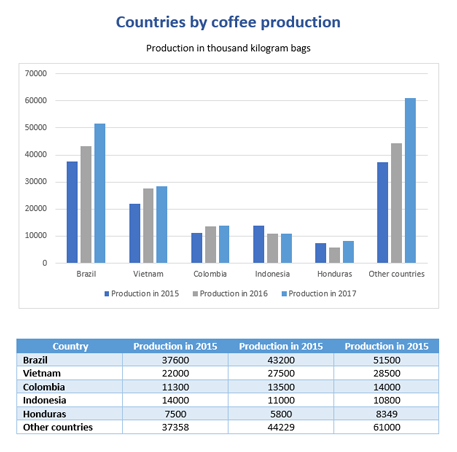 Countries by coffee production
Production in thousand kilogram bags
70000
60000
50000
40000
30000
20000
10000
0
Brazil Vietnam Colombia Indonesia Honduras Other countries
Production in 2015 Production in 2016 Production in 2017
Country Production in 2015 Production in 2015 Production in 2015
Brazil 37600 43200 51500
Vietnam 22000 27500 28500
Colombia 11300 13500 14000
Indonesia 14000 11000 10800
Honduras 7500 5800 8349
Other countries 37358 44229 61000